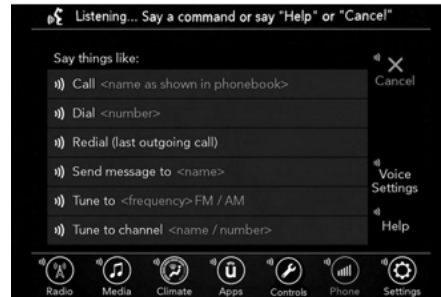 Listening... Say a command or say "Help" or "Cancel"
Say things like:
Call <name as shown in phonebook>
Cancel
Dial <number>
Redial (last outgoing call)
Send message to <name>
Voice
Settings
Tune to <frequency> FM / AM
Tune to channel <name / number>
Help
Radio Media Climate Apps Controls Phone Settings